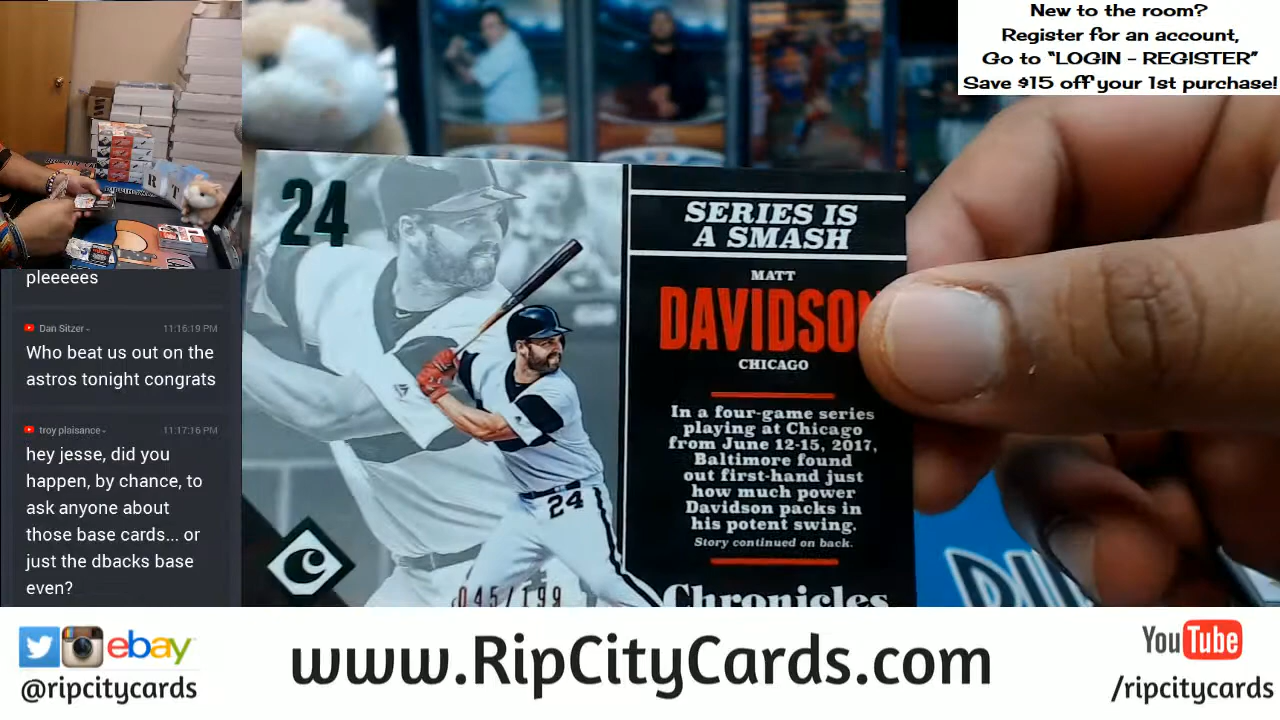 New to the room?
Register for an account,
Go to “LOGIN - REGISTER”
Save $15 off your 1st purchase!
pleeeees
Dan Sitzer -
11:16:19 PM
Who beat us out on the
astros tonight congrats
troy plaisance -
11:17:16 PM
hey jesse, did you
happen, by chance, to
ask anyone about
those base cards... or
just the dbacks base
even?
24
SERIES IS
A SMASH
MATT
DAVIDSON
CHICAGO
In a four-game series
playing at Chicago
from June 12-15, 2017,
Baltimore found
out first-hand just
how much power
Davidson packs in
his potent swing.
Story continued on back.
Chronicles
24
C
045/199
RIP
ebay
@ripcitycards
www.RipCityCards.com
YouTube
/ripcitycards